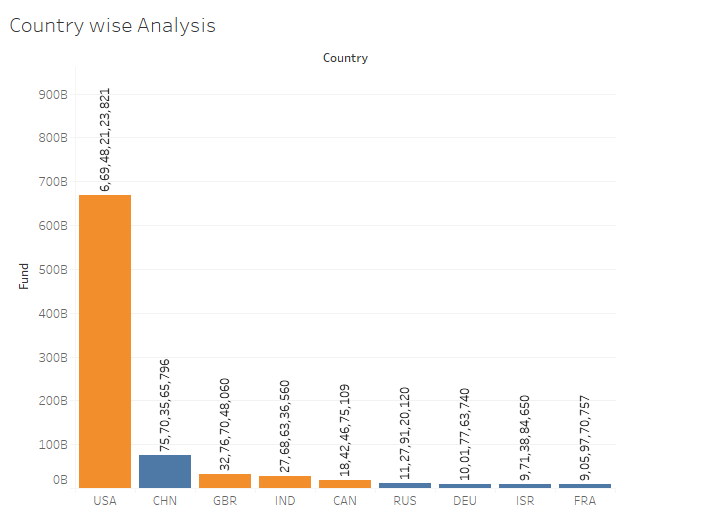 Country wise Analysis
Country
Fund
900B
800B
700B
600B
500B
400B
300B
200B
100B
0B
6,69,48,21,23,821
75,70,35,65,796
32,76,70,48,060
27,68,63,36,560
18,42,46,75,109
11,27,91,20,120
10,01,77,63,740
9,71,38,84,650
9,05,97,70,757
USA CHN GBR IND CAN RUS DEU ISR FRA